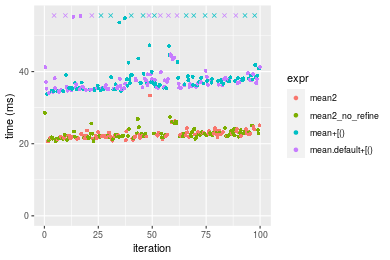 time (ms)
40
20
0
0
25
50
75
100
iteration
expr
mean2
mean2_no_refine
mean+[()
mean.default+[()